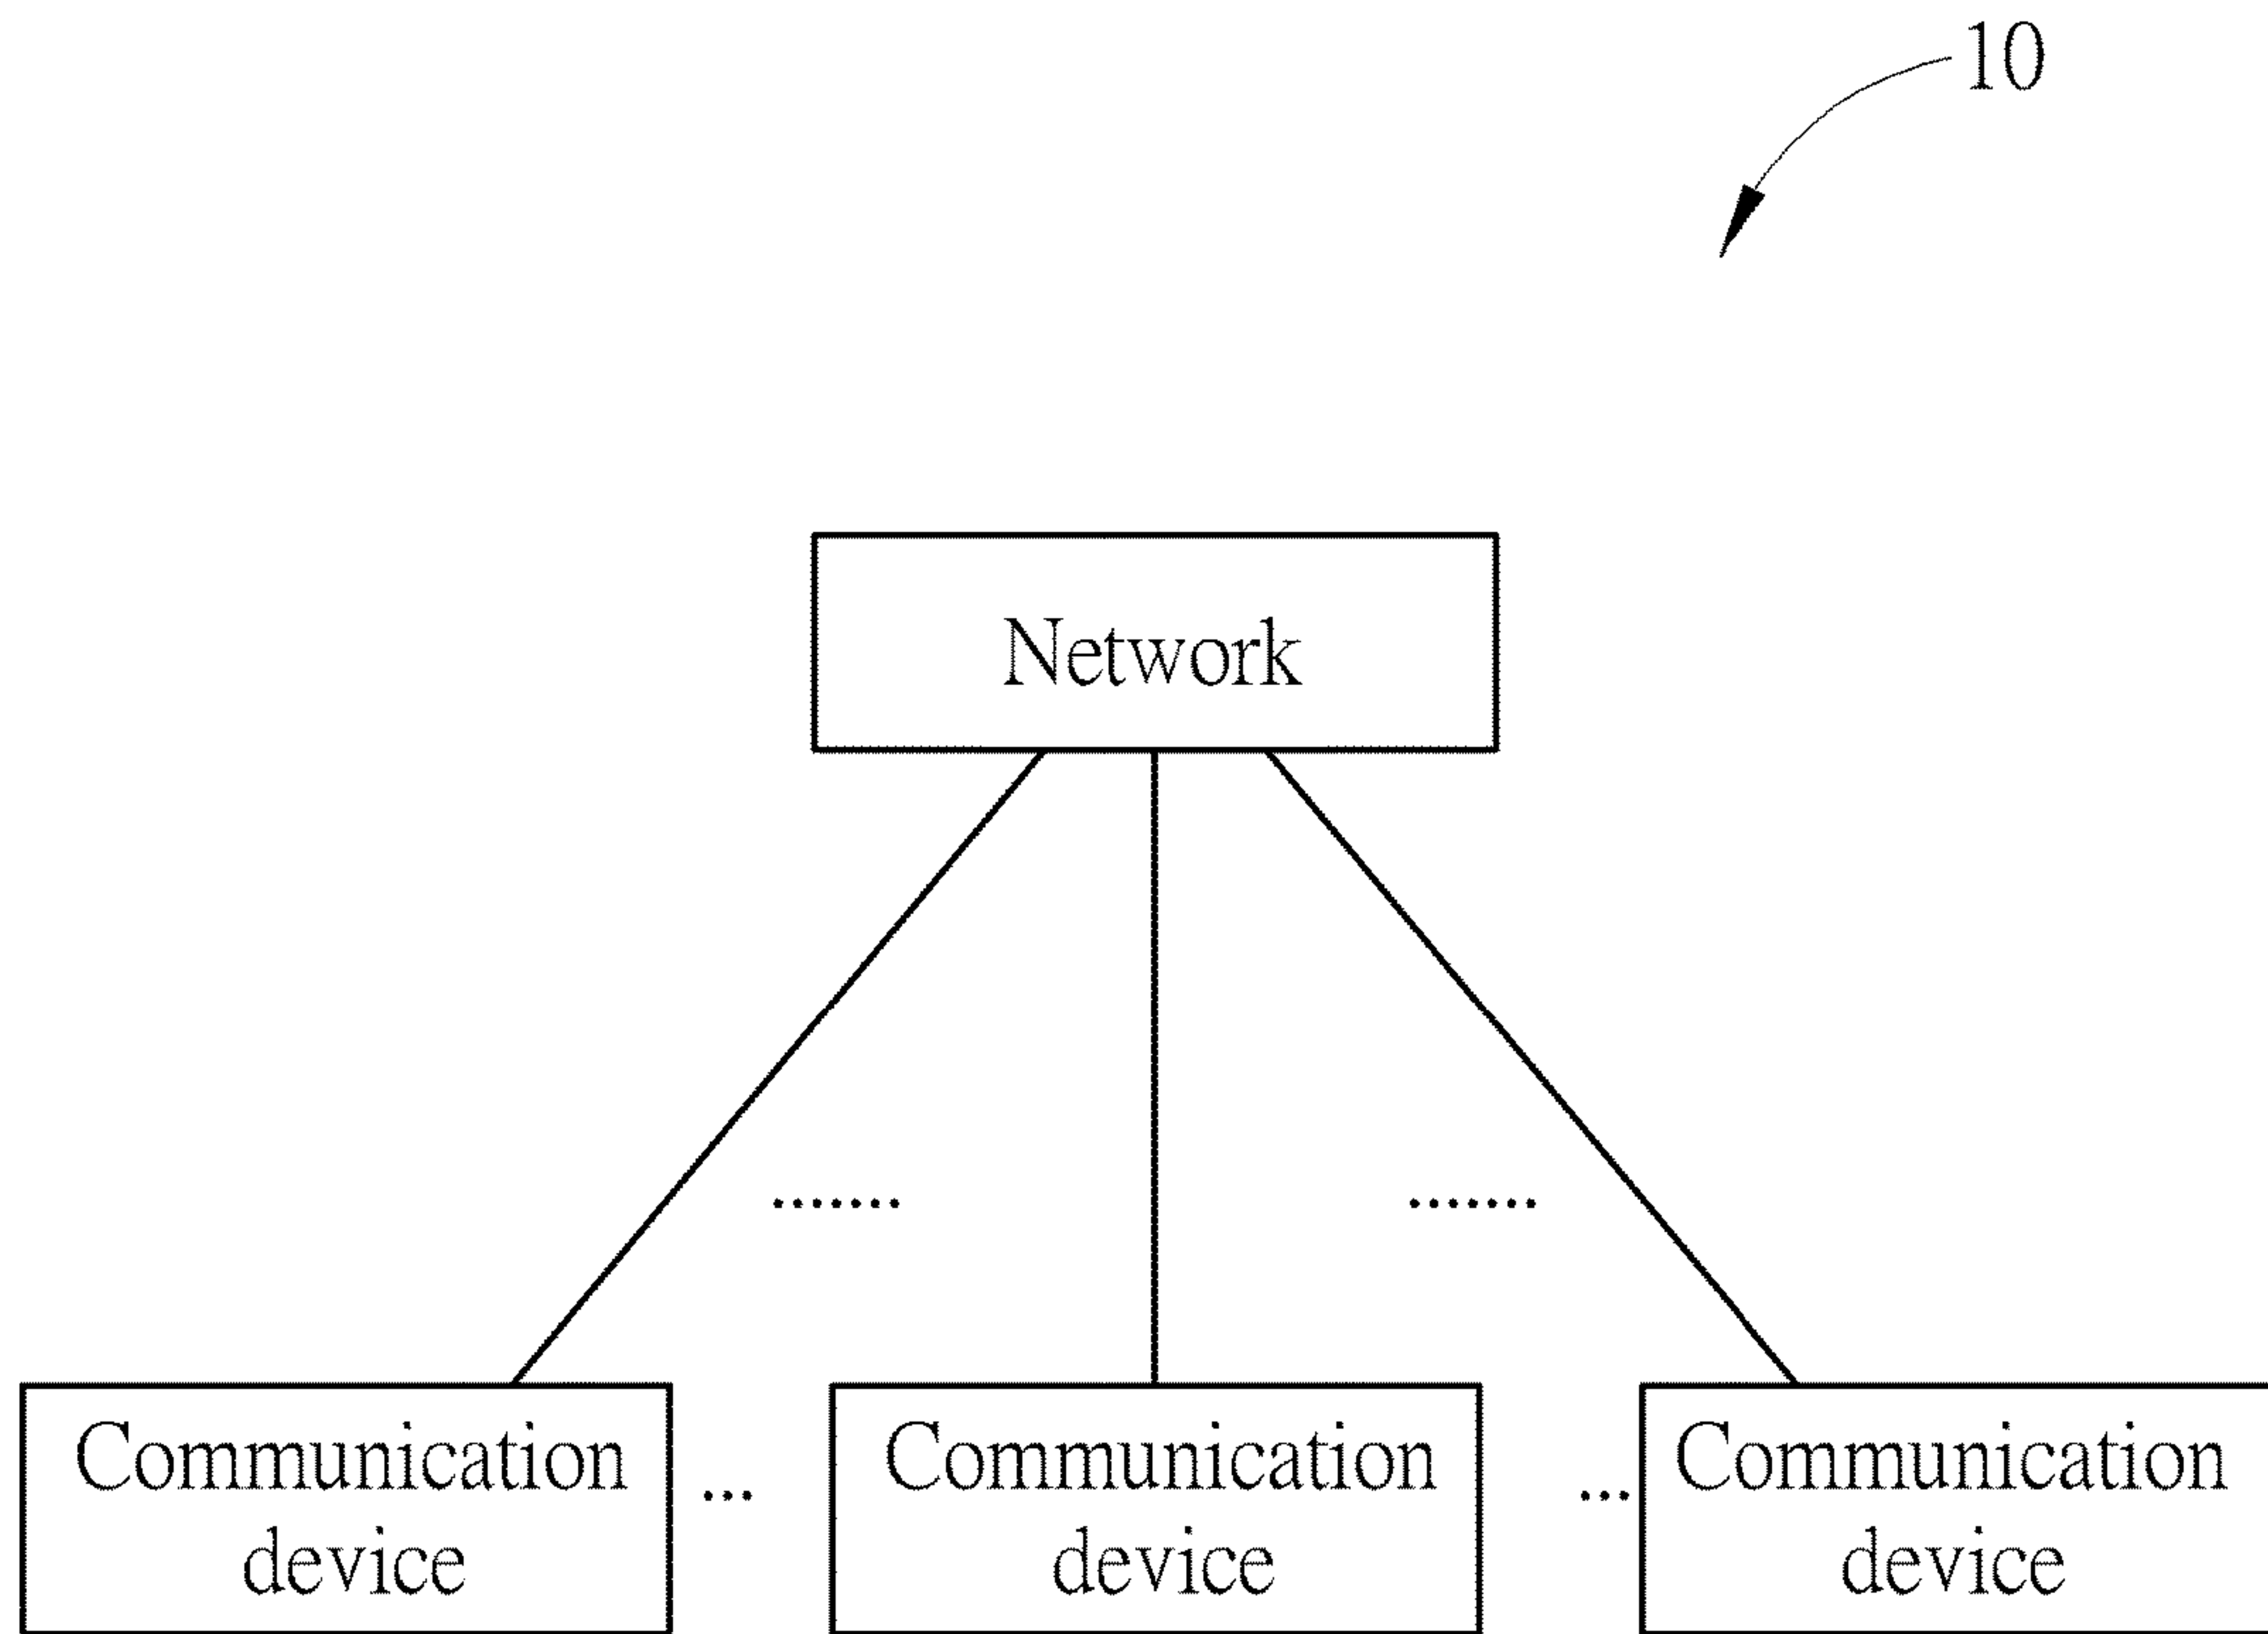 10
Network
.......
.......
Communication
device
...
Communication
device
...
Communication
device